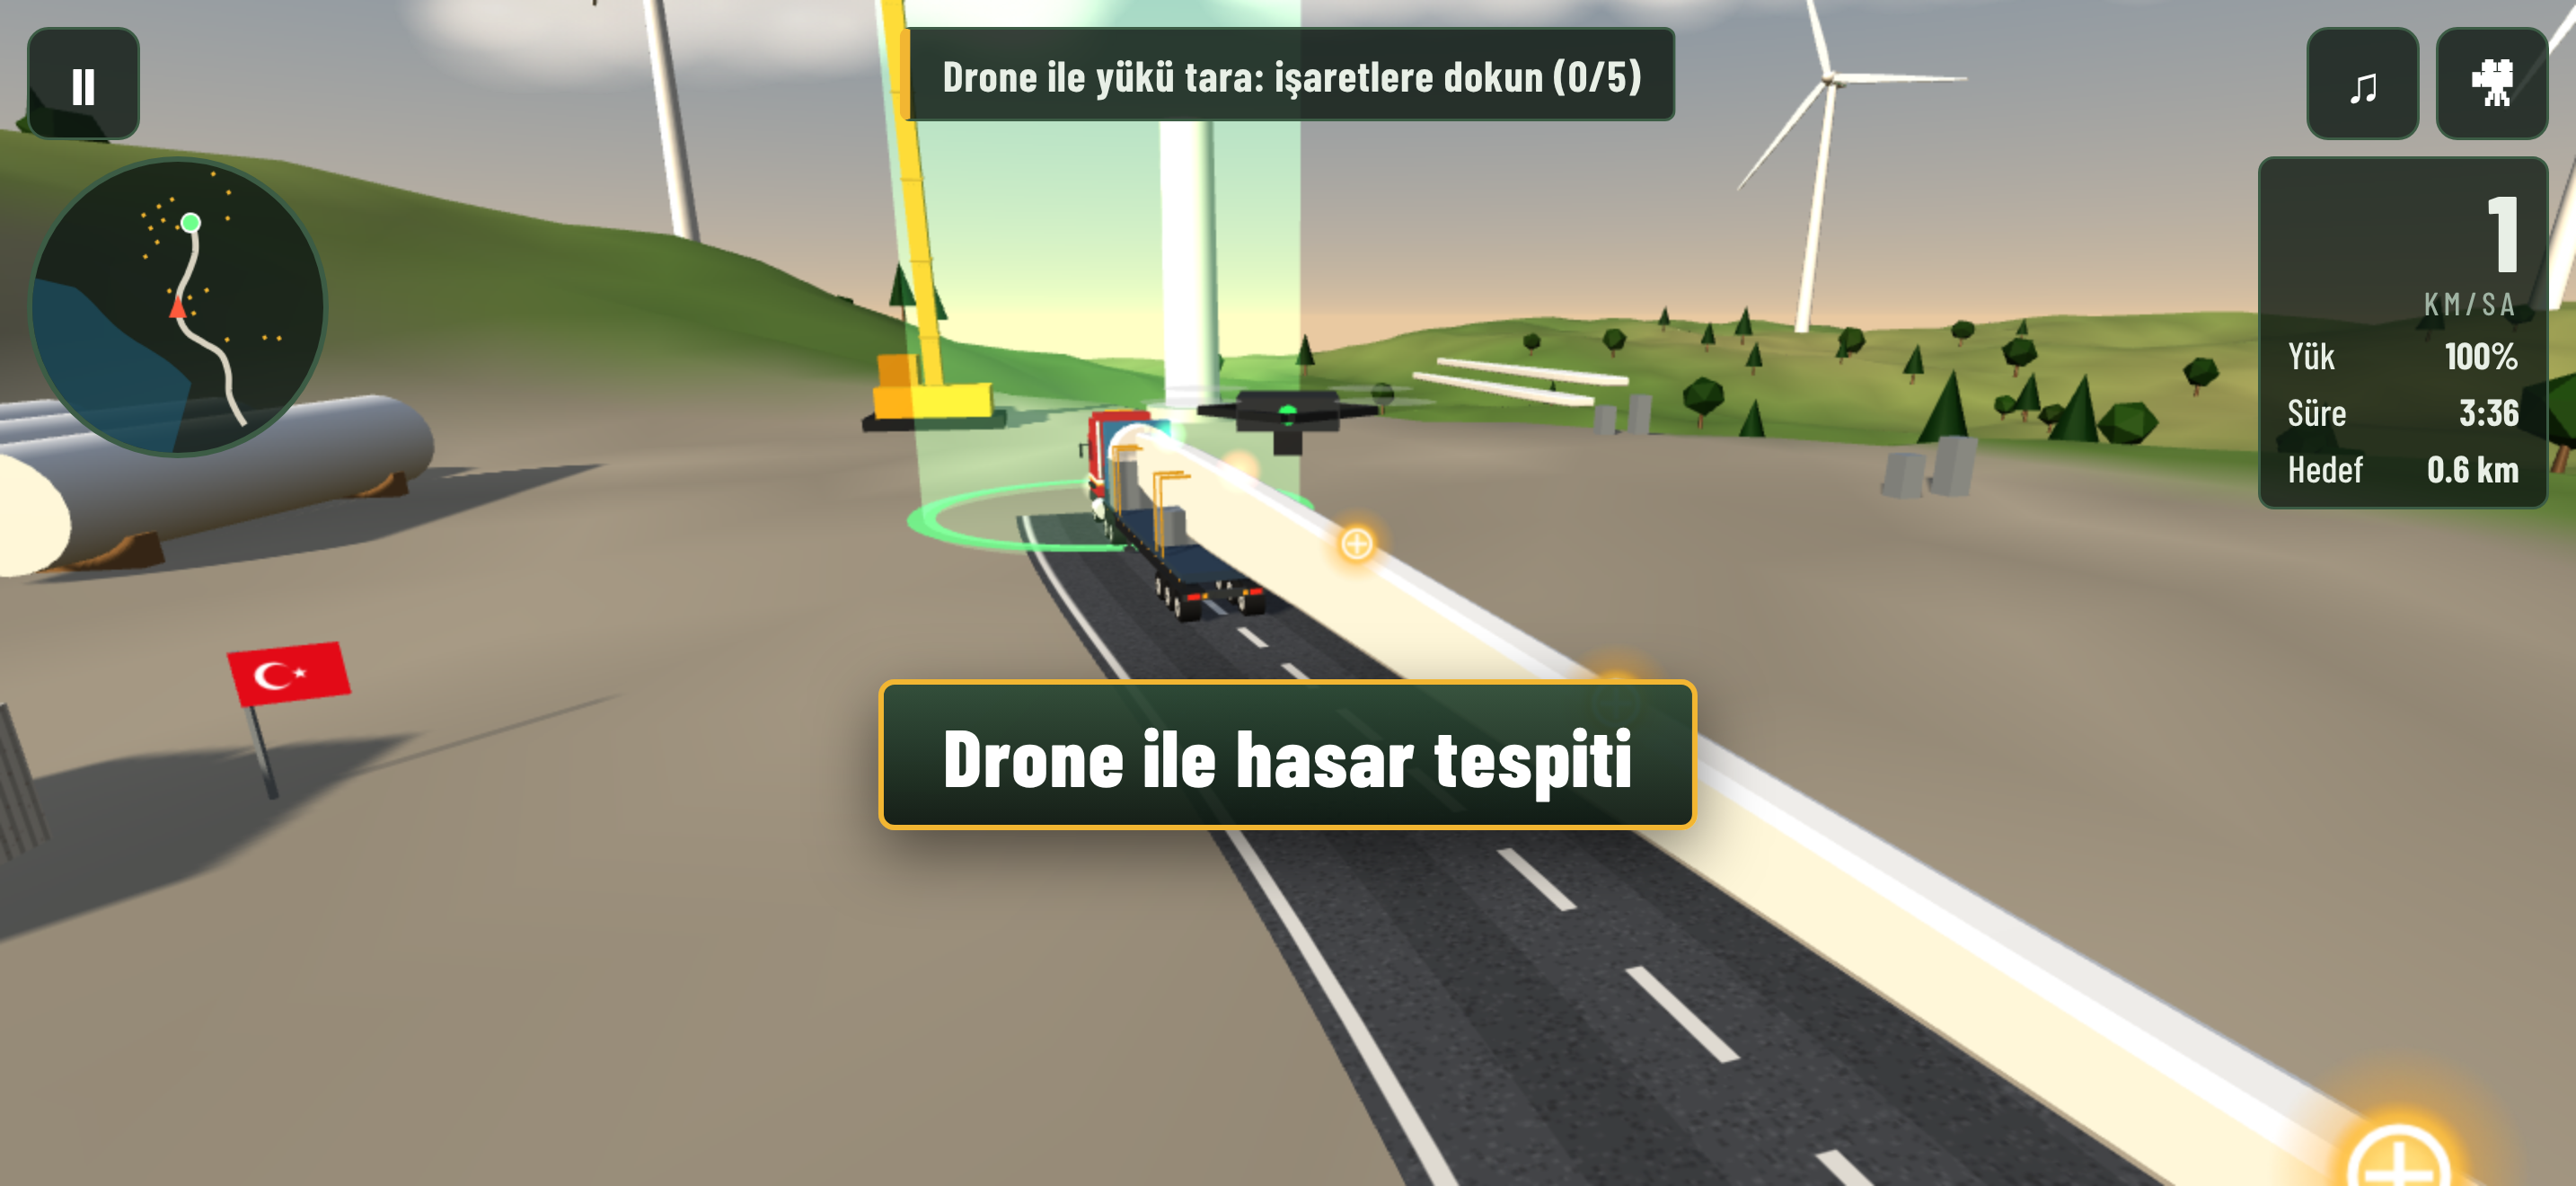 Drone ile yükü tara: işaretlere dokun (0/5)
1
KM/SA
Yük 100%
Süre 3:36
Hedef 0.6 km
Drone ile hasar tespiti